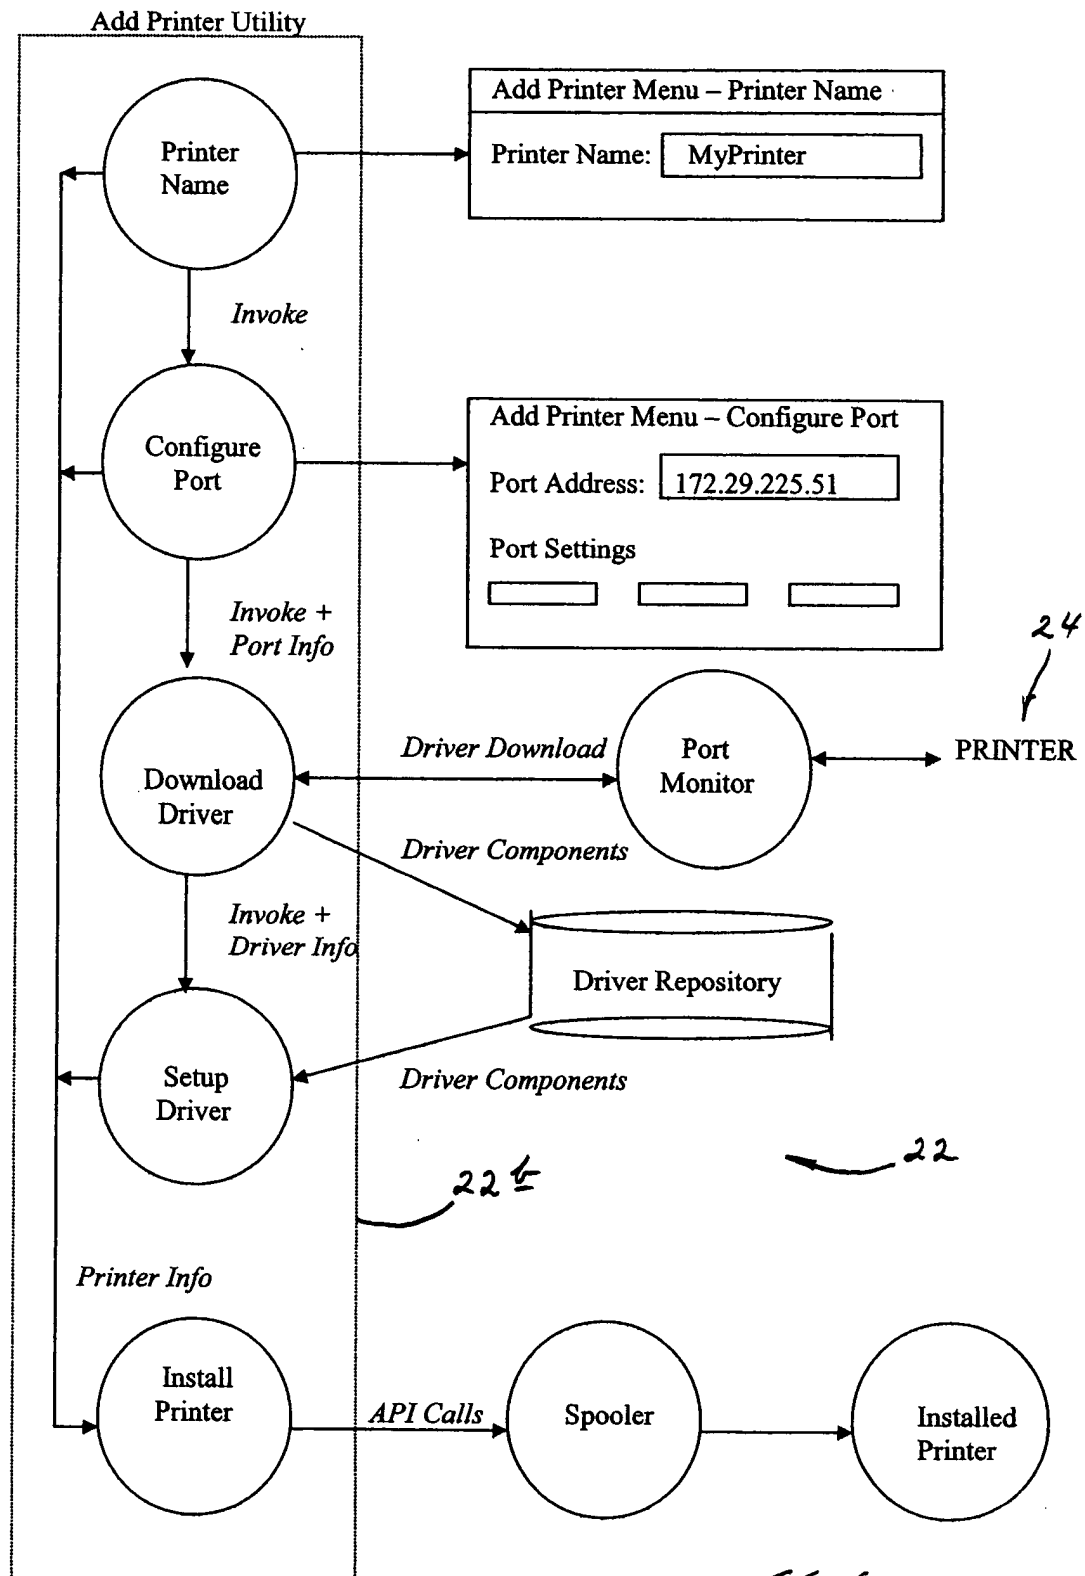 Add Printer Utility
Printer
Name
Add Printer Menu – Printer Name
Printer Name: MyPrinter
Invoke
Configure
Port
Add Printer Menu – Configure Port
Port Address: 172.29.225.51
Port Settings
Invoke +
Port Info
24
PRINTER
Download
Driver
Driver Download
Port
Monitor
Driver Components
Invoke +
Driver Info
Driver Repository
Setup
Driver
Driver Components
22
22b
Printer Info
Install
Printer
API Calls
Spooler
Installed
Printer